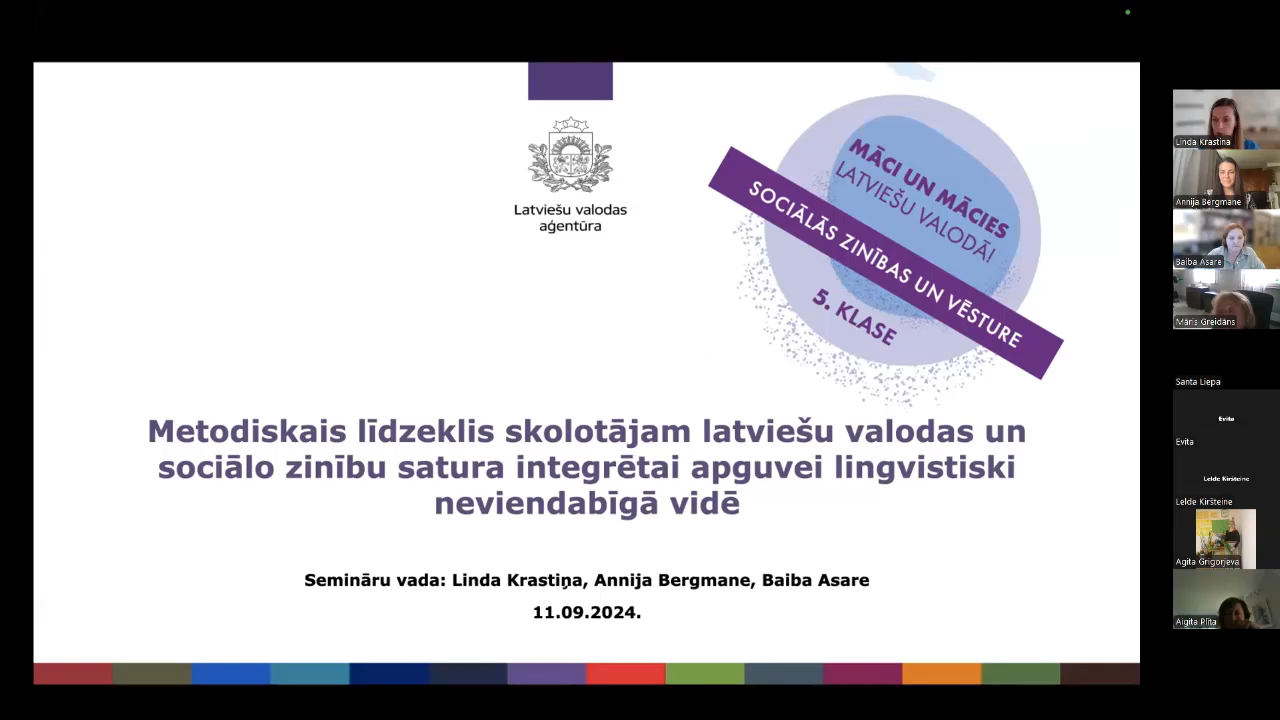 Latviešu valodas
aģentūra
MĀCI UN MĀCIES
LATVIEŠU VALODĀ!
SOCIĀLĀS ZINĪBAS UN VĒSTURE
5. KLASE
Metodiskais līdzeklis skolotājam latviešu valodas un
sociālo zinību satura integrētai apguvei lingvistiski
neviendabīgā vidē
Semināru vada: Linda Krastiņa, Annija Bergmane, Baiba Asare
11.09.2024.
Linda Krastiņa
Annija Bergmane
Baiba Asare
Māris Greidāns
Santa Liepa
Evita
Evita
Lelde Kiršteine
Lelde Kiršteine
Agita Grigorjeva
Aigita Plīta